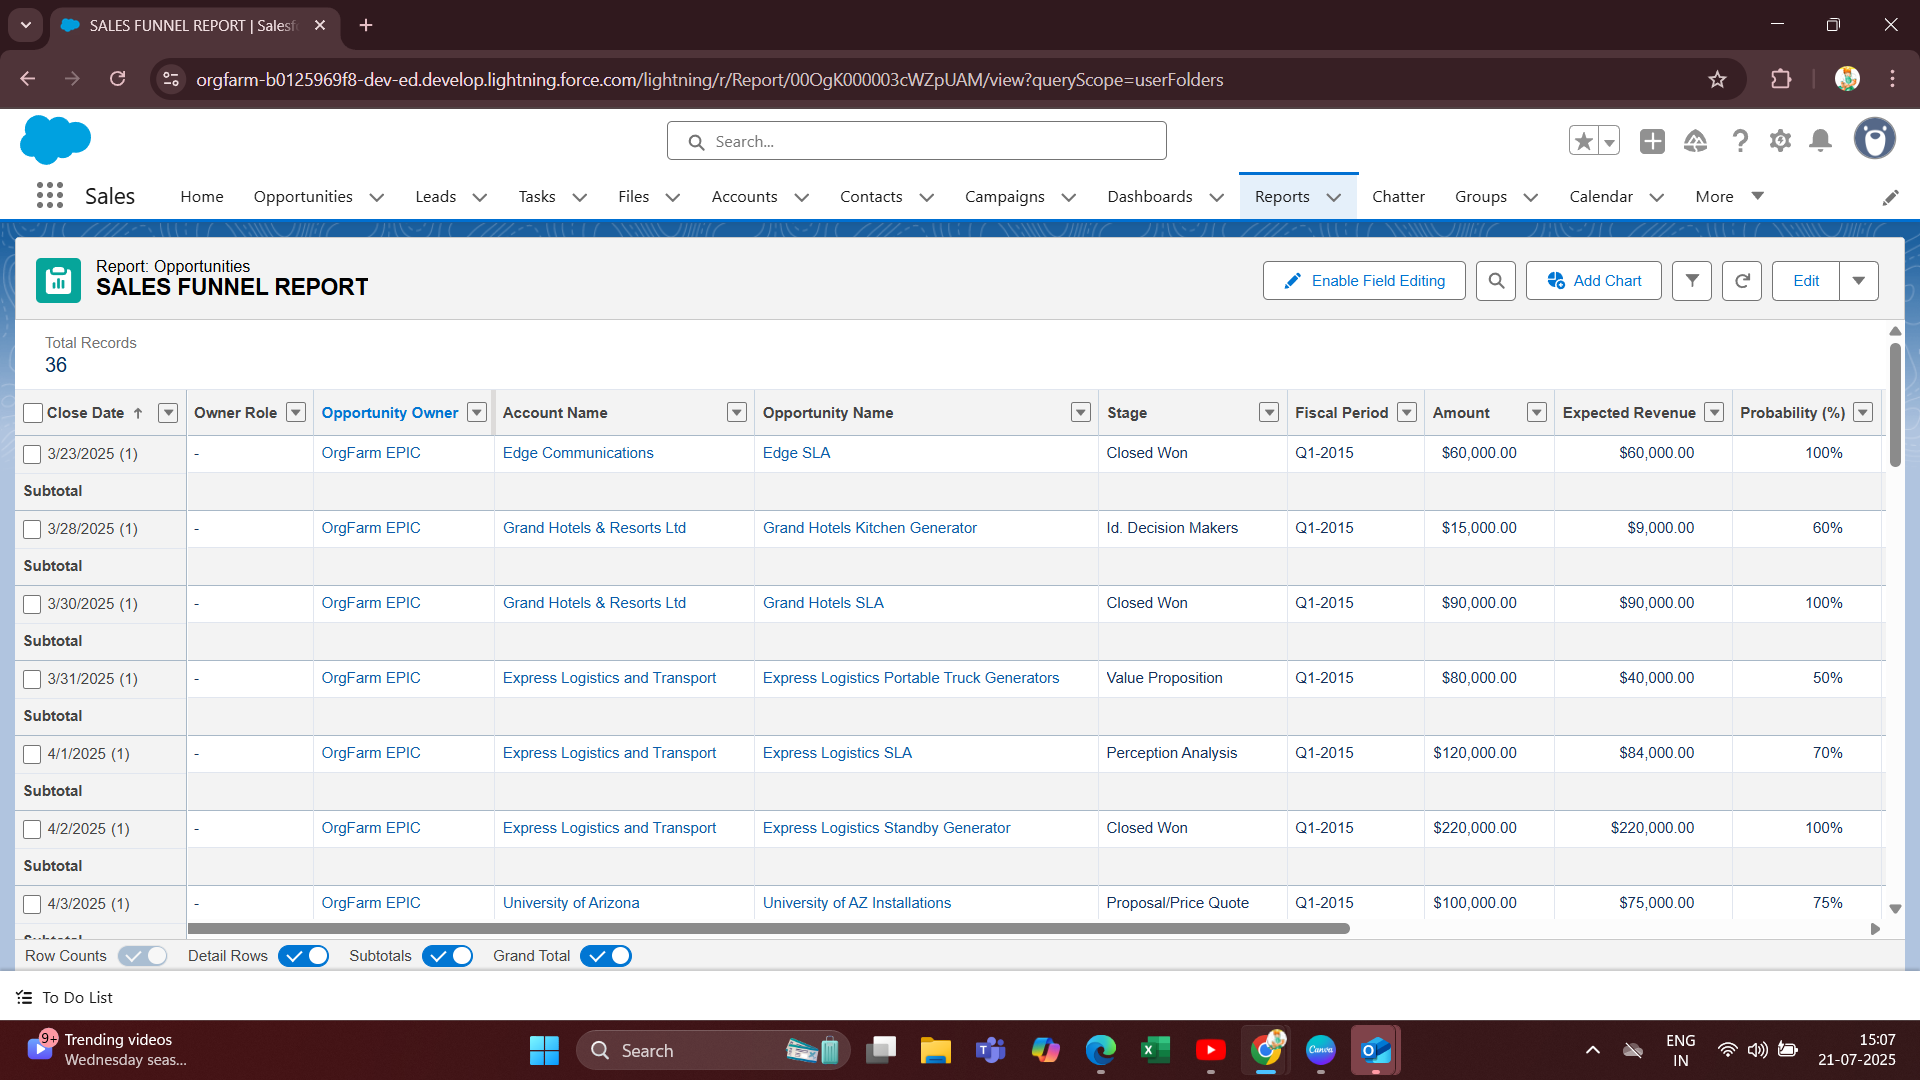 SALES FUNNEL REPORT | Salesf
orgfarm-b0125969f8-dev-ed.develop.lightning.force.com/lightning/r/Report/00OgK000003cWZpUAM/view?queryScope=userFolders
Search...
Sales Home Opportunities Leads Tasks Files Accounts Contacts Campaigns Dashboards Reports Chatter Groups Calendar More
Report: Opportunities
SALES FUNNEL REPORT
Enable Field Editing Add Chart Edit
Total Records
36
Close Date ↑ Owner Role Opportunity Owner Account Name Opportunity Name Stage Fiscal Period Amount Expected Revenue Probability (%)
3/23/2025 (1) - OrgFarm EPIC Edge Communications Edge SLA Closed Won Q1-2015 $60,000.00 $60,000.00 100%
Subtotal
3/28/2025 (1) - OrgFarm EPIC Grand Hotels & Resorts Ltd Grand Hotels Kitchen Generator Id. Decision Makers Q1-2015 $15,000.00 $9,000.00 60%
Subtotal
3/30/2025 (1) - OrgFarm EPIC Grand Hotels & Resorts Ltd Grand Hotels SLA Closed Won Q1-2015 $90,000.00 $90,000.00 100%
Subtotal
3/31/2025 (1) - OrgFarm EPIC Express Logistics and Transport Express Logistics Portable Truck Generators Value Proposition Q1-2015 $80,000.00 $40,000.00 50%
Subtotal
4/1/2025 (1) - OrgFarm EPIC Express Logistics and Transport Express Logistics SLA Perception Analysis Q1-2015 $120,000.00 $84,000.00 70%
Subtotal
4/2/2025 (1) - OrgFarm EPIC Express Logistics and Transport Express Logistics Standby Generator Closed Won Q1-2015 $220,000.00 $220,000.00 100%
Subtotal
4/3/2025 (1) - OrgFarm EPIC University of Arizona University of AZ Installations Proposal/Price Quote Q1-2015 $100,000.00 $75,000.00 75%
Subtotal
Row Counts Detail Rows Subtotals Grand Total
To Do List
9+ Trending videos
Wednesday seas...
Search
Canva
ENG
IN
15:07
21-07-2025